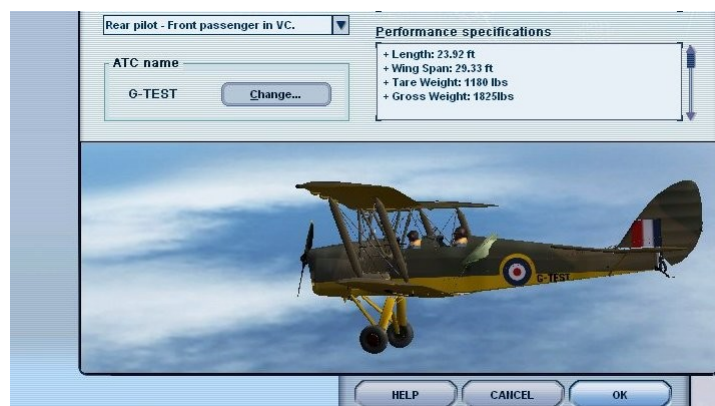 Rear pilot - Front passenger in VC.
Performance specifications
+ Length: 23.92 ft
+ Wing Span: 29.33 ft
+ Tare Weight: 1180 lbs
+ Gross Weight: 1825lbs
ATC name
G-TEST
Change...
G-TEST
HELP
CANCEL
OK